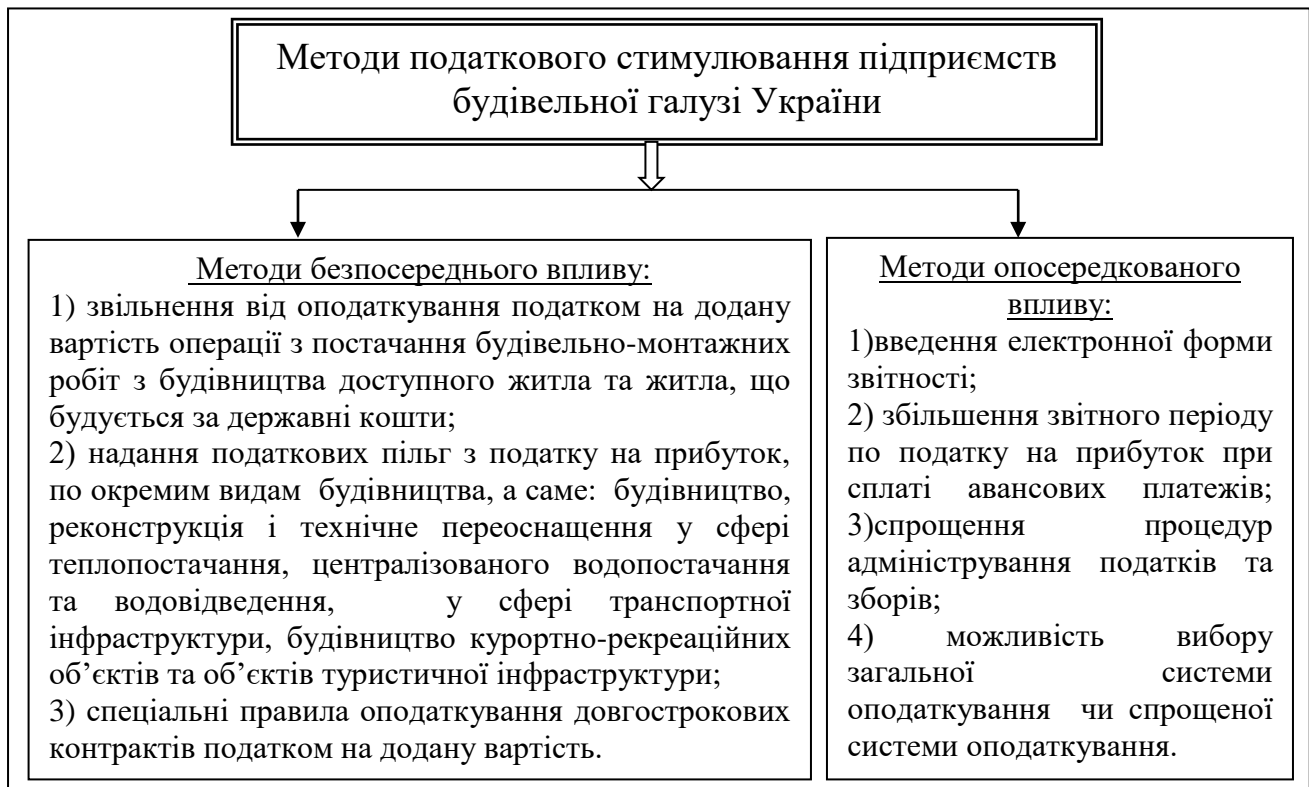 Методи податкового стимулювання підприємств
будівельної галузі України
Методи безпосереднього впливу:
1) звільнення від оподаткування податком на додану
вартість операції з постачання будівельно-монтажних
робіт з будівництва доступного житла та житла, що
будується за державні кошти;
2) надання податкових пільг з податку на прибуток,
по окремим видам будівництва, а саме: будівництво,
реконструкція і технічне переоснащення у сфері
теплопостачання, централізованого водопостачання
та водовідведення, у сфері транспортної
інфраструктури, будівництво курортно-рекреаційних
об’єктів та об’єктів туристичної інфраструктури;
3) спеціальні правила оподаткування довгострокових
контрактів податком на додану вартість.
Методи опосередкованого
впливу:
1)введення електронної форми
звітності;
2) збільшення звітного періоду
по податку на прибуток при
сплаті авансових платежів;
3)спрощення процедур
адміністрування податків та
зборів;
4) можливість вибору
загальної системи
оподаткування чи спрощеної
системи оподаткування.